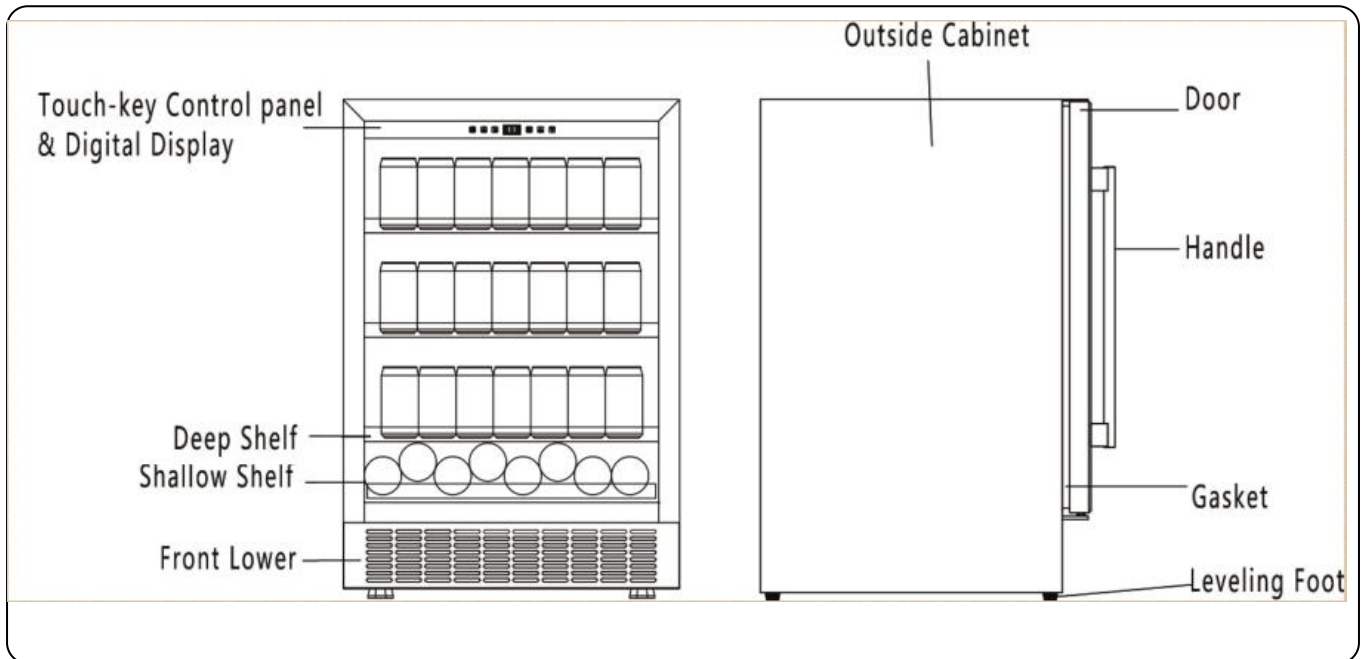 Outside Cabinet
Touch-key Control panel
& Digital Display
Door
Handle
Deep Shelf
Shallow Shelf
Gasket
Front Lower
Leveling Foot